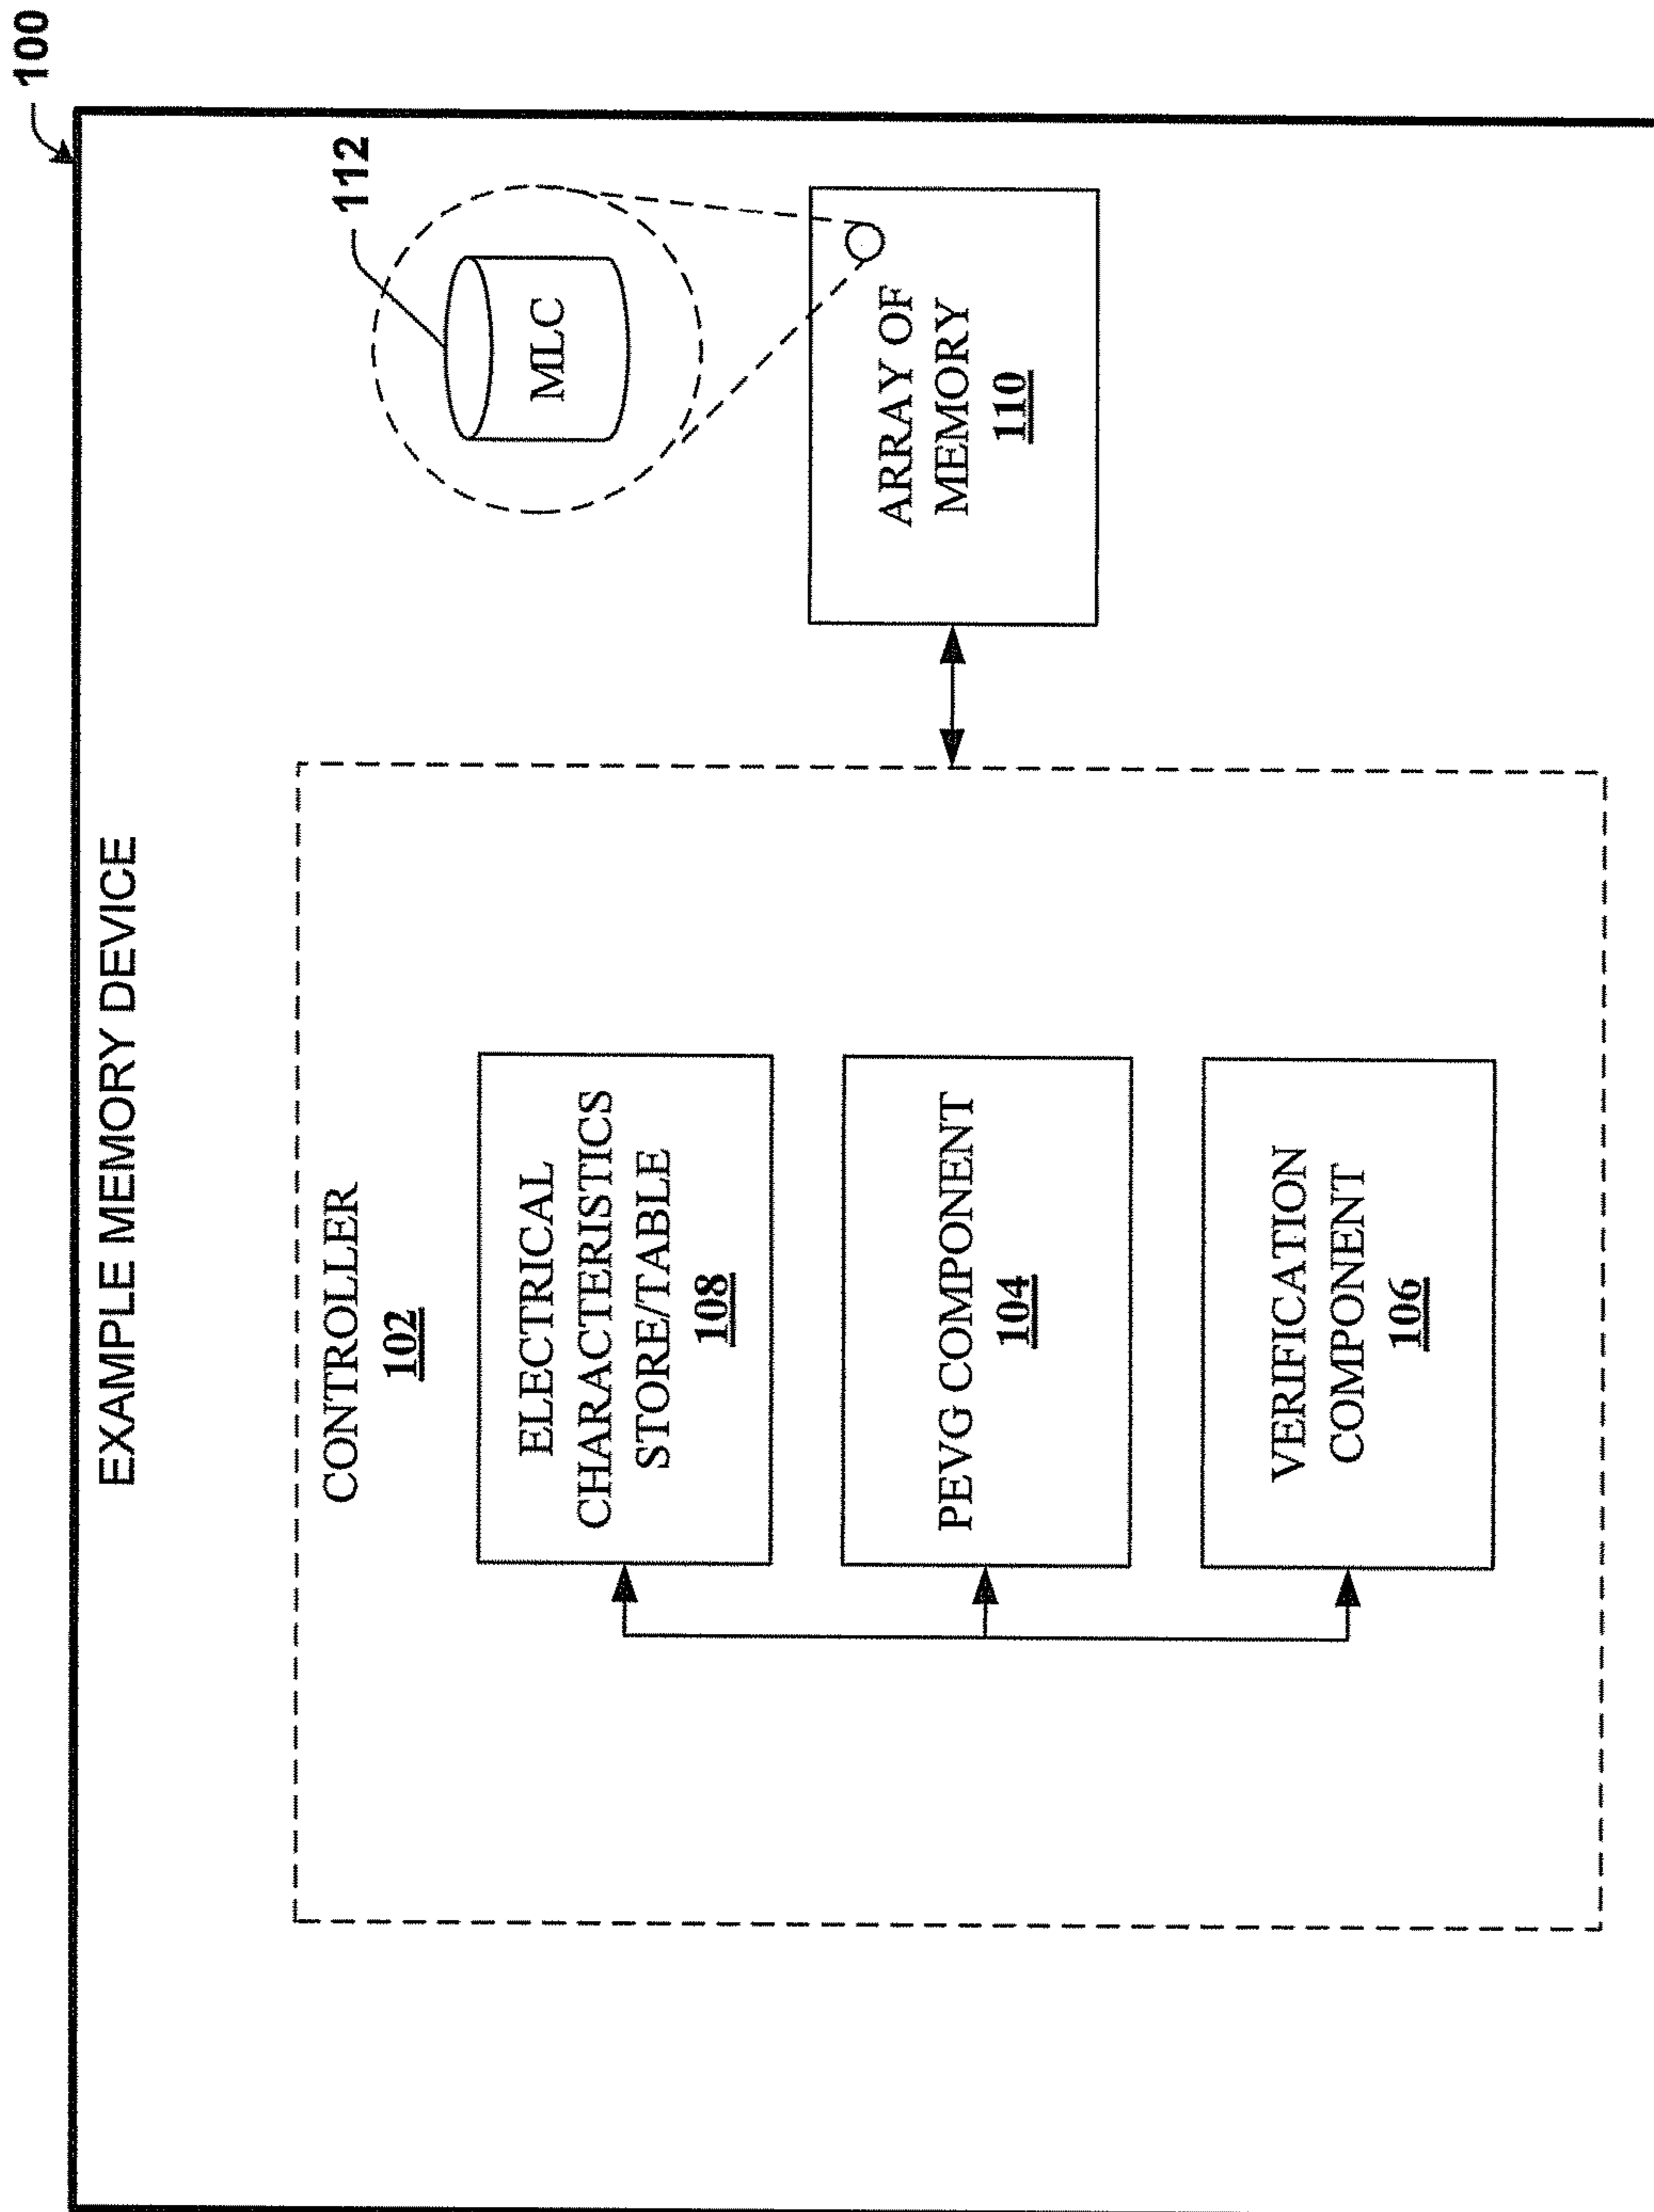 100
EXAMPLE MEMORY DEVICE
CONTROLLER
102
ELECTRICAL
CHARACTERISTICS
STORE/TABLE
108
PEVG COMPONENT
104
VERIFICATION
COMPONENT
106
112
MLC
ARRAY OF
MEMORY
110